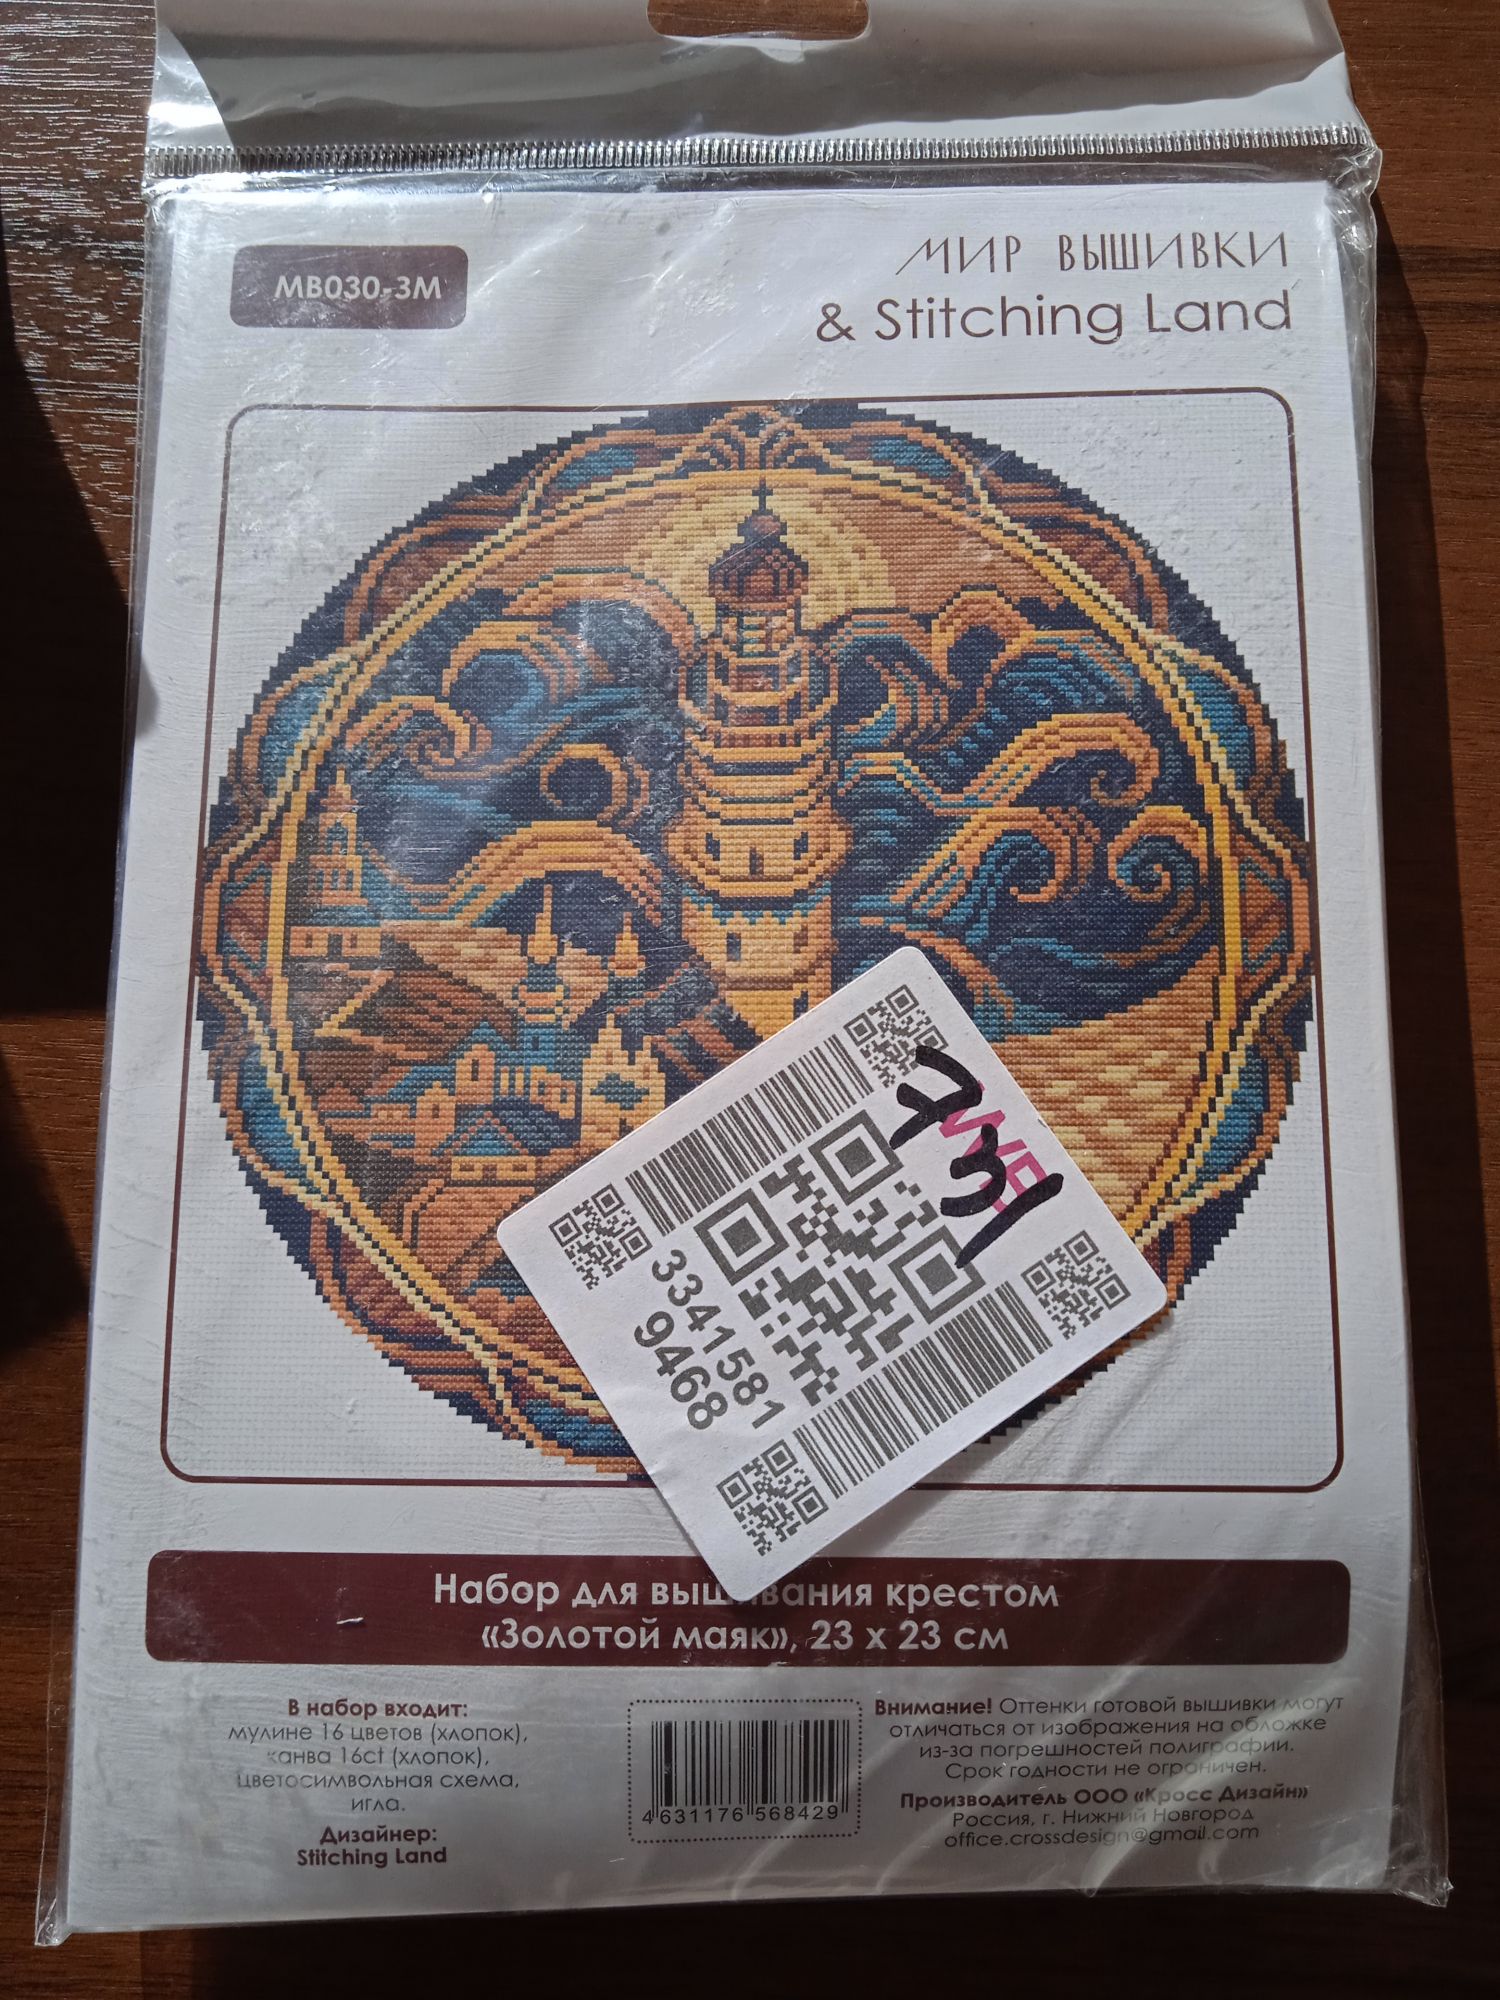 МВ030-ЗМ
МИР ВЫШИВКИ
& Stitching Land
731
3341581
9468
Набор для вышивания крестом
«Золотой маяк», 23 х 23 см
В набор входит:
мулине 16 цветов (хлопок),
канва 16ct (хлопок),
цветосимвольная схема,
игла.
Дизайнер:
Stitching Land
4 631176 568429
Внимание! Оттенки готовой вышивки могут
отличаться от изображения на обложке
из-за погрешностей полиграфии.
Срок годности не ограничен.
Производитель ООО «Кросс Дизайн»
Россия, г. Нижний Новгород
office.crossdesign@gmail.com